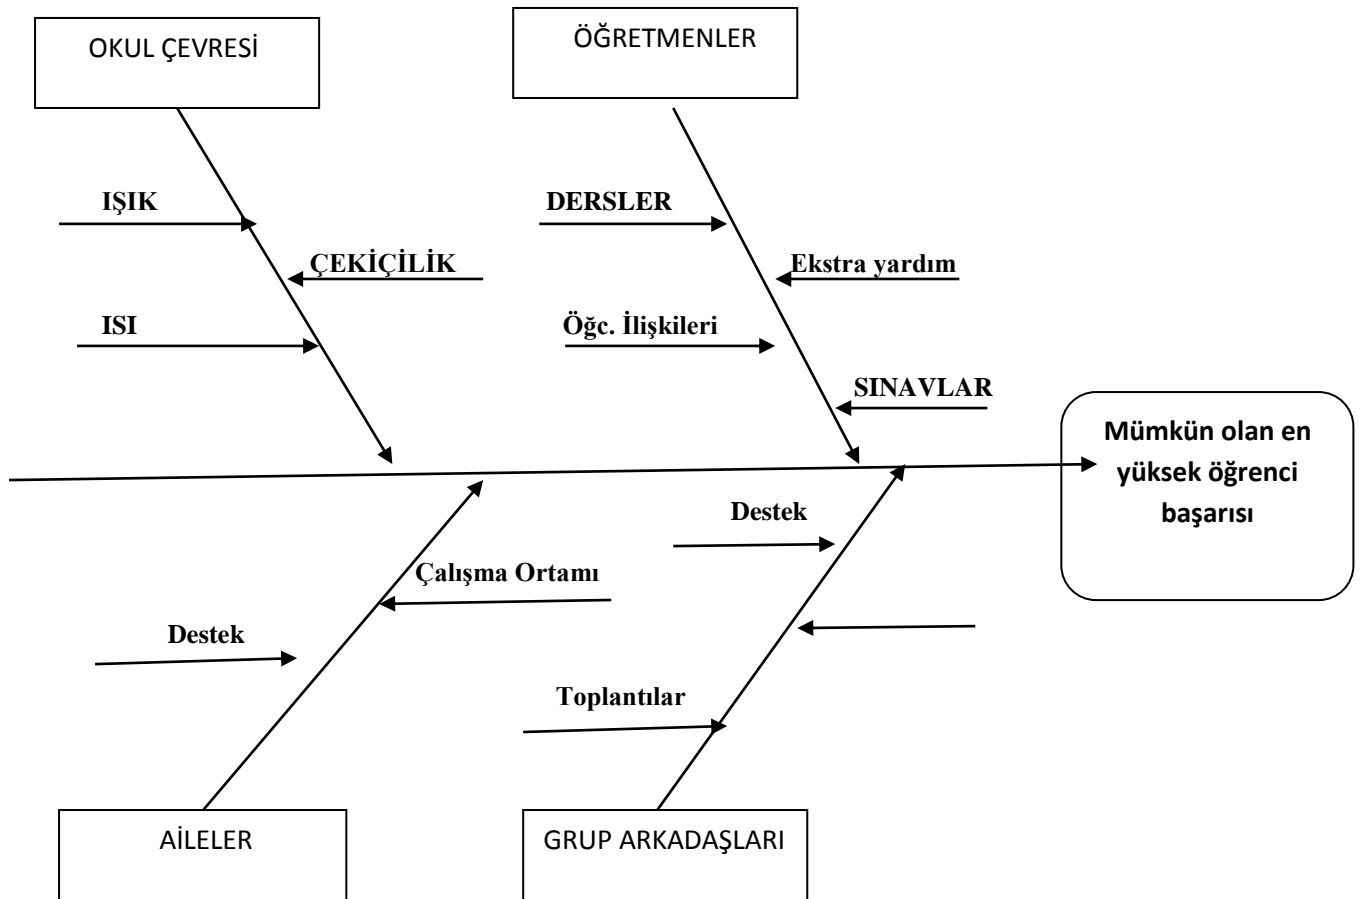 OKUL ÇEVRESİ
ÖĞRETMENLER
IŞIK
DERSLER
ÇEKİÇİLİK
Ekstra yardım
ISI
Öğc. İlişkileri
SINAVLAR
Mümkün olan en
yüksek öğrenci
başarısı
Destek
Çalışma Ortamı
Destek
Toplantılar
AİLELER
GRUP ARKADAŞLARI